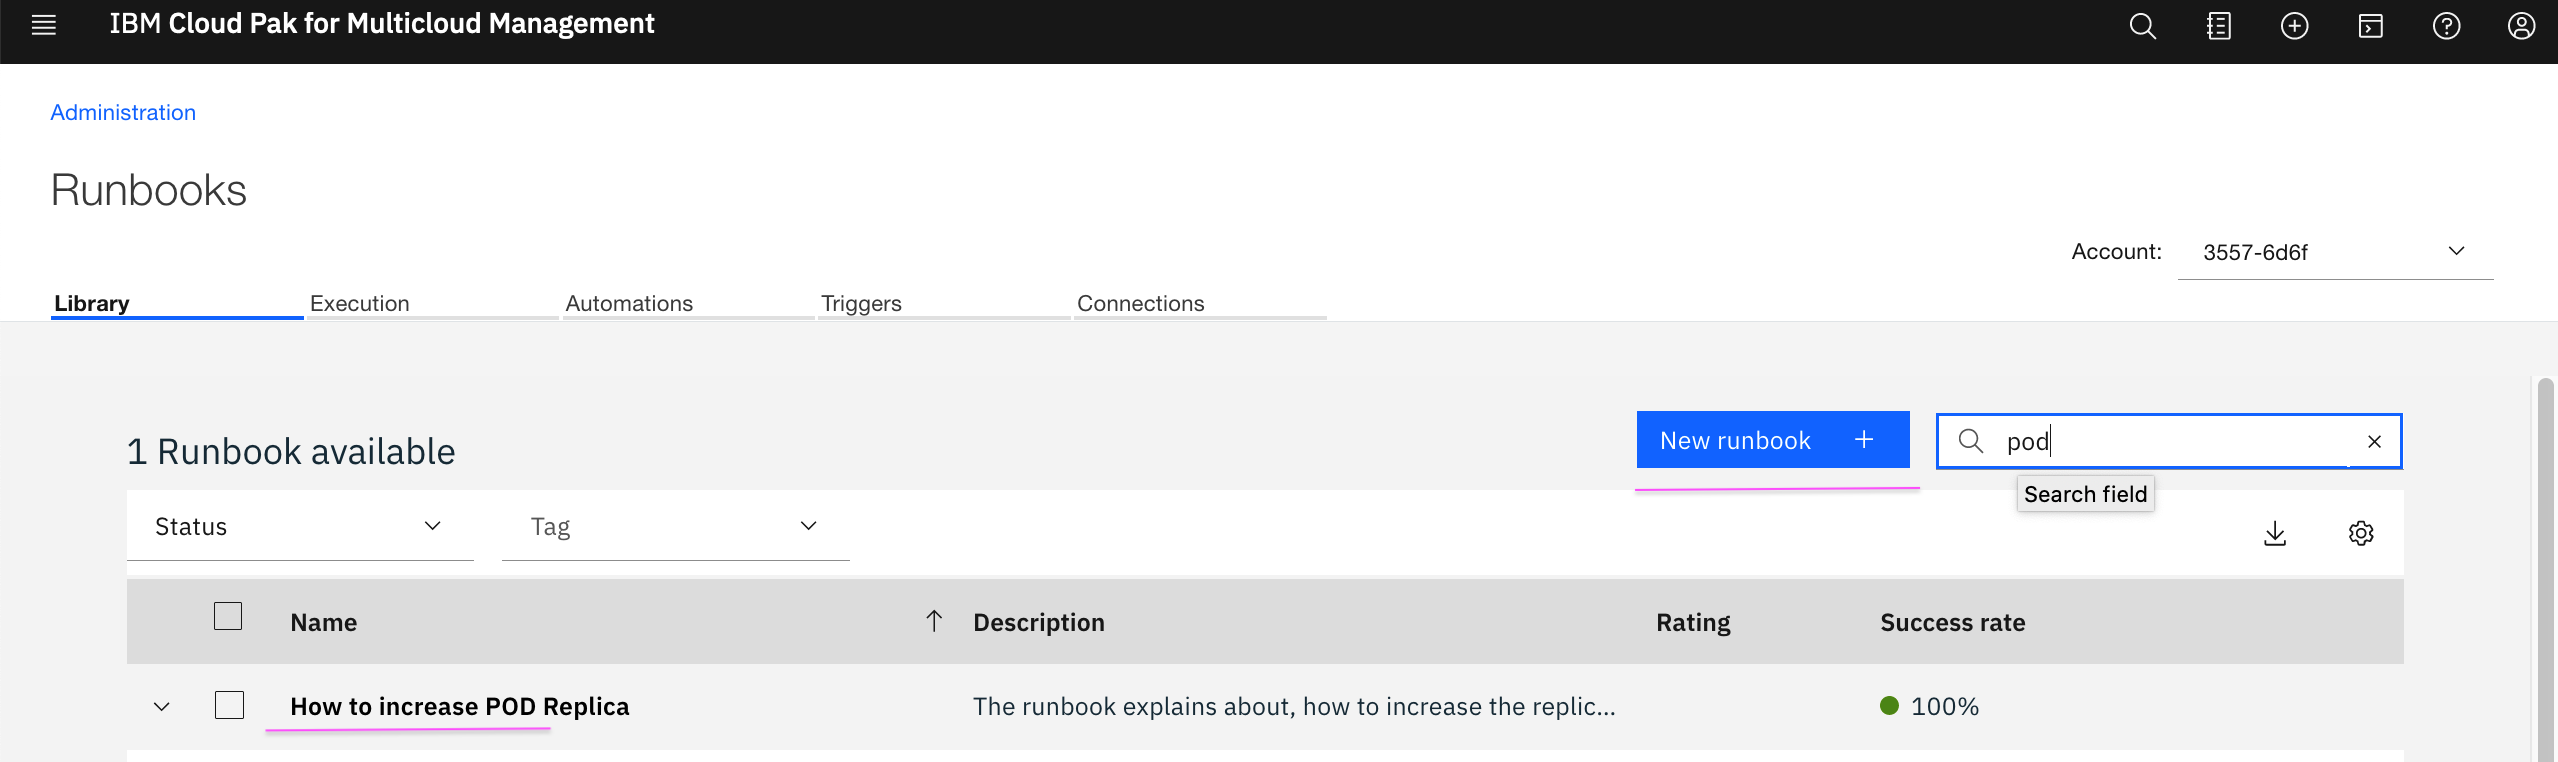 IBM Cloud Pak for Multicloud Management
Administration
Runbooks
Account: 3557-6d6f
Library Execution Automations Triggers Connections
1 Runbook available
New runbook +
pod
Search field
Status Tag
Name Description Rating Success rate
How to increase POD Replica The runbook explains about, how to increase the replic... 100%